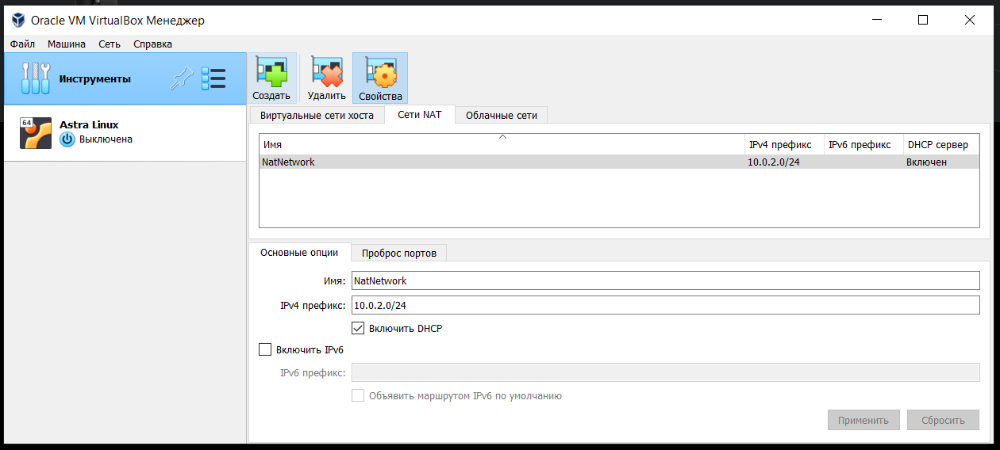 Oracle VM VirtualBox Менеджер
Файл Машина Сеть Справка
Инструменты
64
Astra Linux
Выключена
Создать Удалить Свойства
Виртуальные сети хоста Сети NAT Облачные сети
Имя IPv4 префикс IPv6 префикс DHCP сервер
NatNetwork 10.0.2.0/24 Включен
Основные опции Проброс портов
Имя: NatNetwork
IPv4 префикс: 10.0.2.0/24
Включить DHCP
Включить IPv6
IPv6 префикс:
Объявить маршрутом IPv6 по умолчанию
Применить Сбросить